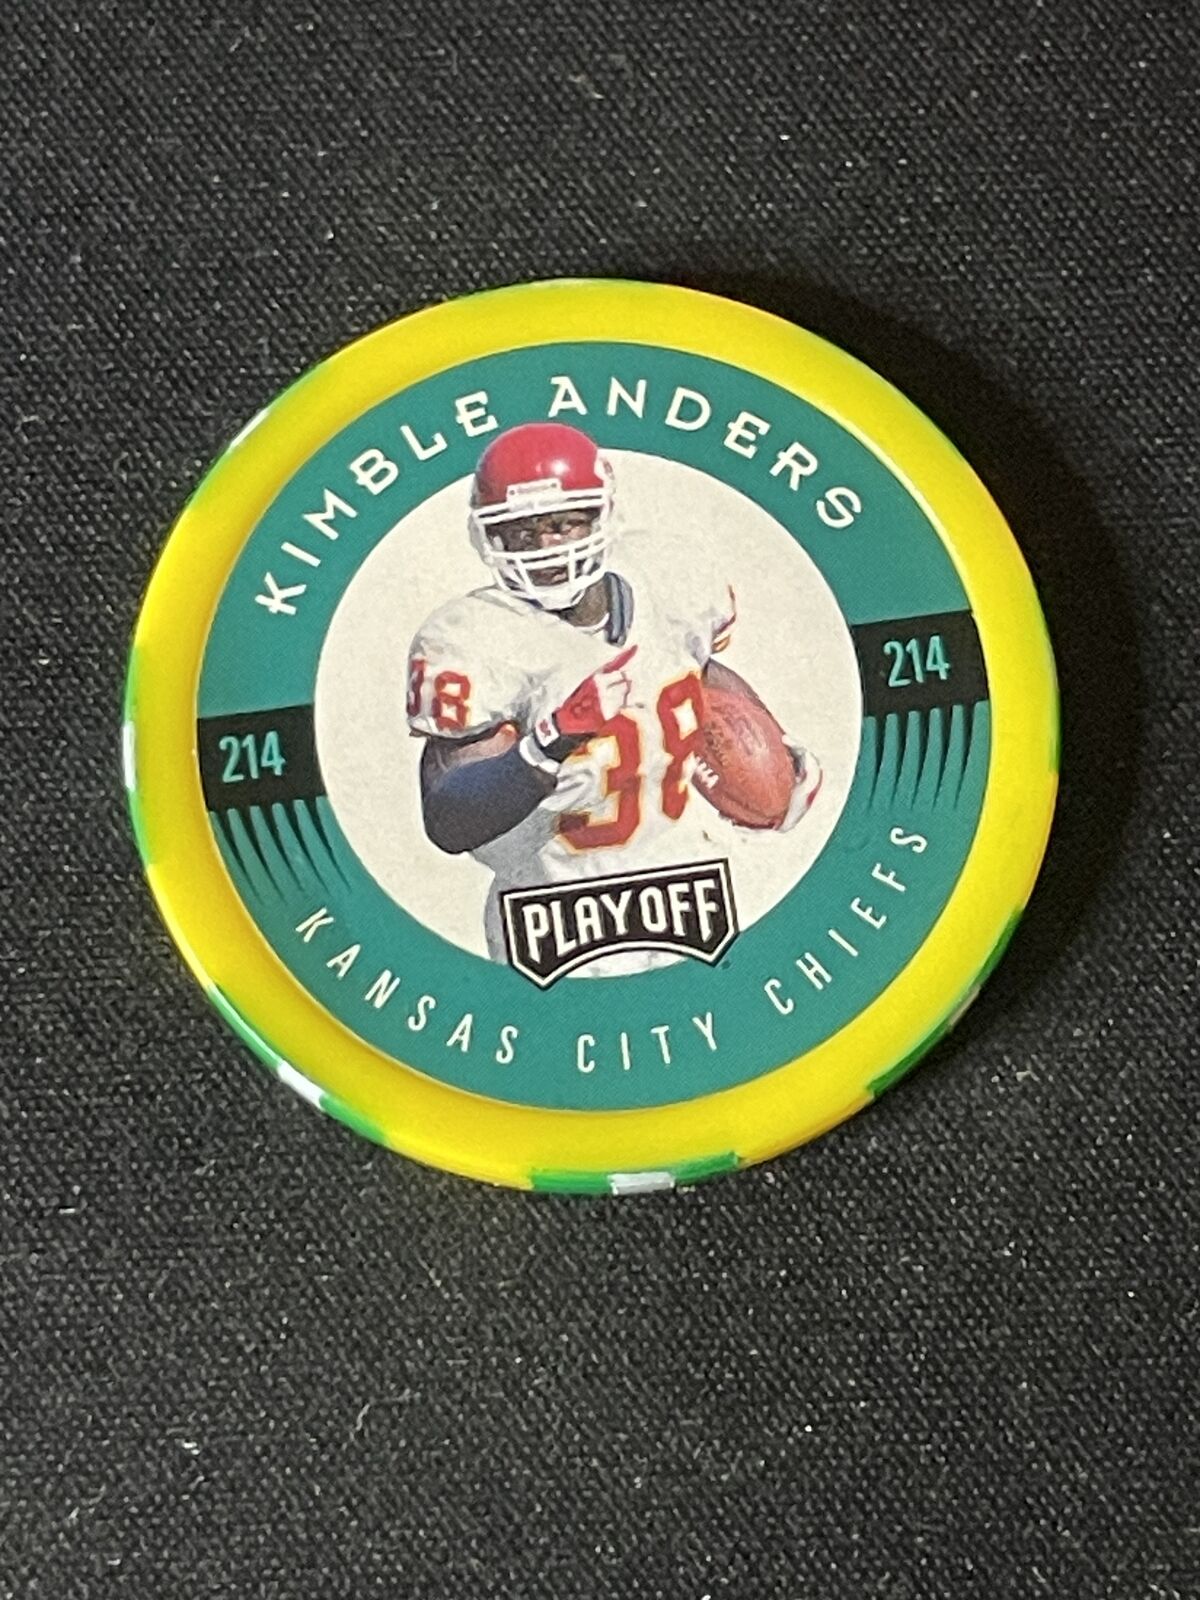 KIMBLE ANDERS
214
214
38
38
PLAYOFF
KANSAS CITY CHIEFS